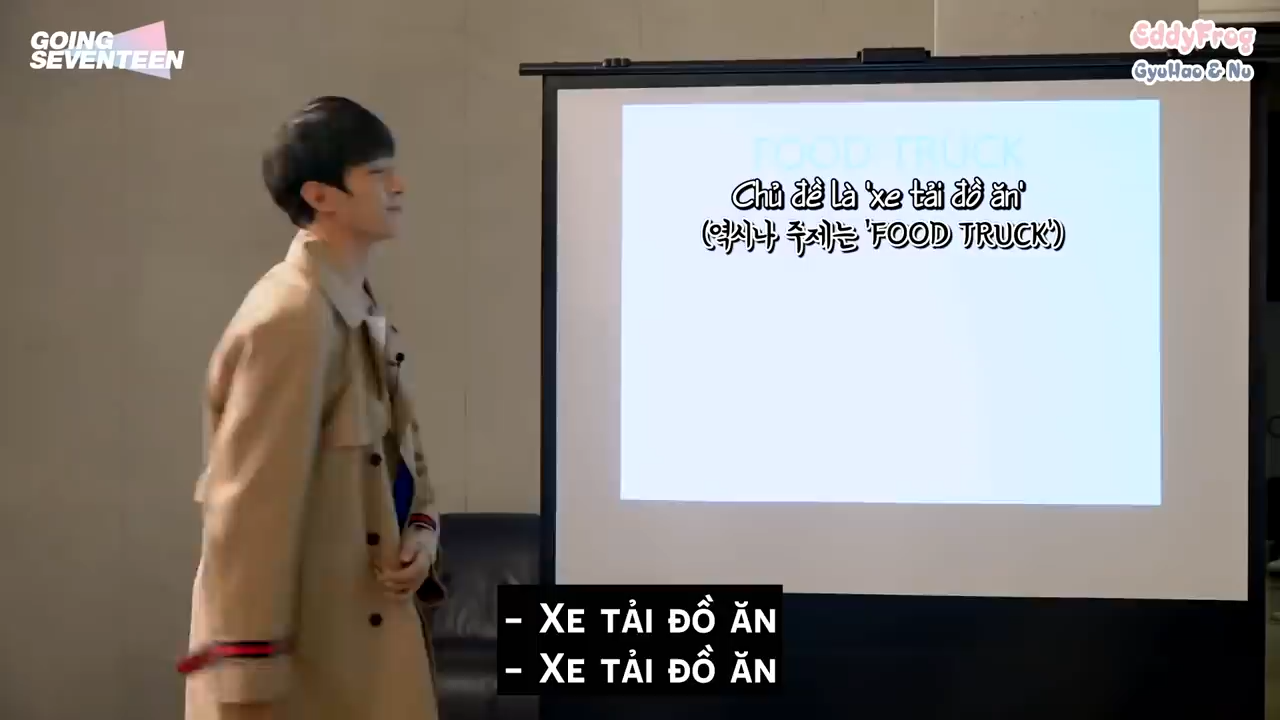 GOING
SEVENTEEN
EddyFrog
GyuHao & Nu
FOOD TRUCK
Chủ đề là 'xe tải đồ ăn'
(역시나 주제는 'FOOD TRUCK')
- XE TẢI ĐỒ ĂN
- XE TẢI ĐỒ ĂN